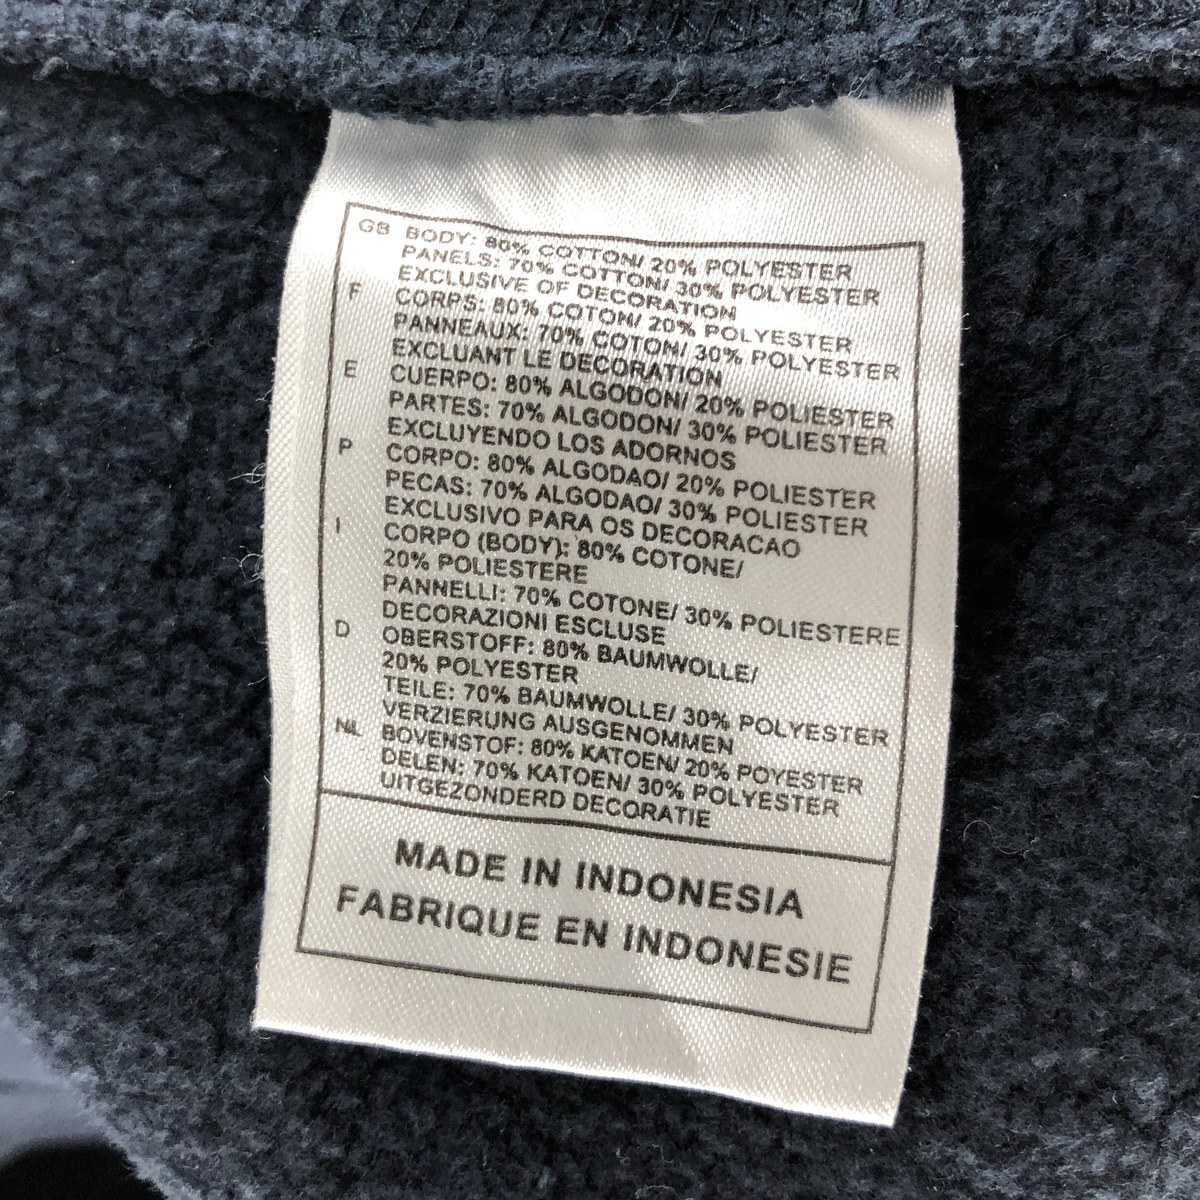 GB BODY: 80% COTTON/ 20% POLYESTER
PANELS: 70% COTTON/ 30% POLYESTER
EXCLUSIVE OF DECORATION
F CORPS: 80% COTON/ 20% POLYESTER
PANNEAUX: 70% COTON/ 30% POLYESTER
EXCLUANT LE DECORATION
E CUERPO: 80% ALGODON/ 20% POLIESTER
PARTES: 70% ALGODON/ 30% POLIESTER
EXCLUYENDO LOS ADORNOS
P CORPO: 80% ALGODAO/ 20% POLIESTER
PECAS: 70% ALGODAO/ 30% POLIESTER
EXCLUSIVO PARA OS DECORACAO
I CORPO (BODY): 80% COTONE/
20% POLIESTERE
PANNELLI: 70% COTONE/ 30% POLIESTERE
DECORAZIONI ESCLUSE
D OBERSTOFF: 80% BAUMWOLLE/
20% POLYESTER
TEILE: 70% BAUMWOLLE/ 30% POLYESTER
VERZIERUNG AUSGENOMMEN
NL BOVENSTOF: 80% KATOEN/ 20% POYESTER
DELEN: 70% KATOEN/ 30% POLYESTER
UITGEZONDERD DECORATIE
MADE IN INDONESIA
FABRIQUE EN INDONESIE